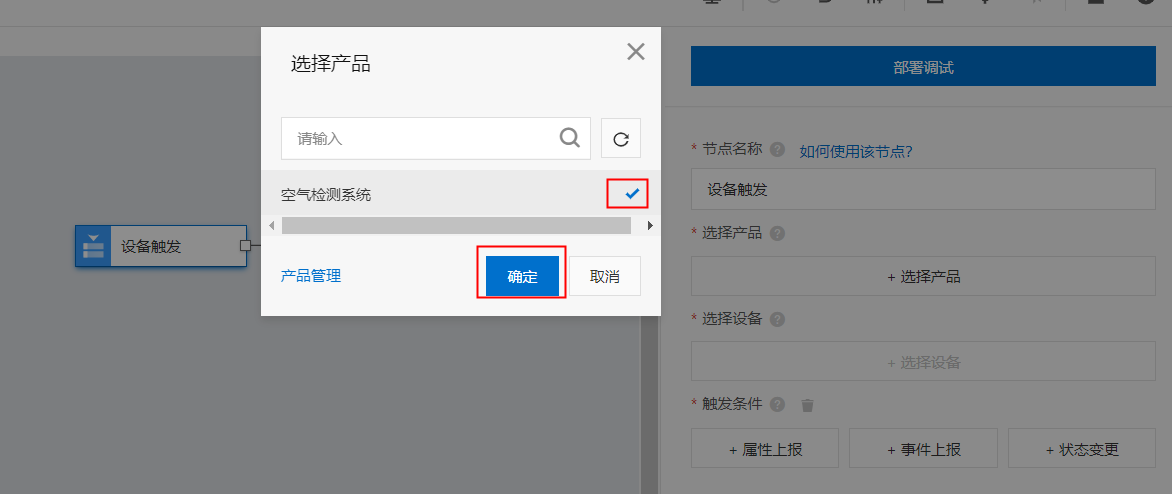 选择产品
请输入
空气检测系统
产品管理
确定
取消
设备触发
部署调试
* 节点名称 ? 如何使用该节点?
设备触发
* 选择产品 ?
+ 选择产品
* 选择设备 ?
+ 选择设备
* 触发条件 ?
+ 属性上报
+ 事件上报
+ 状态变更